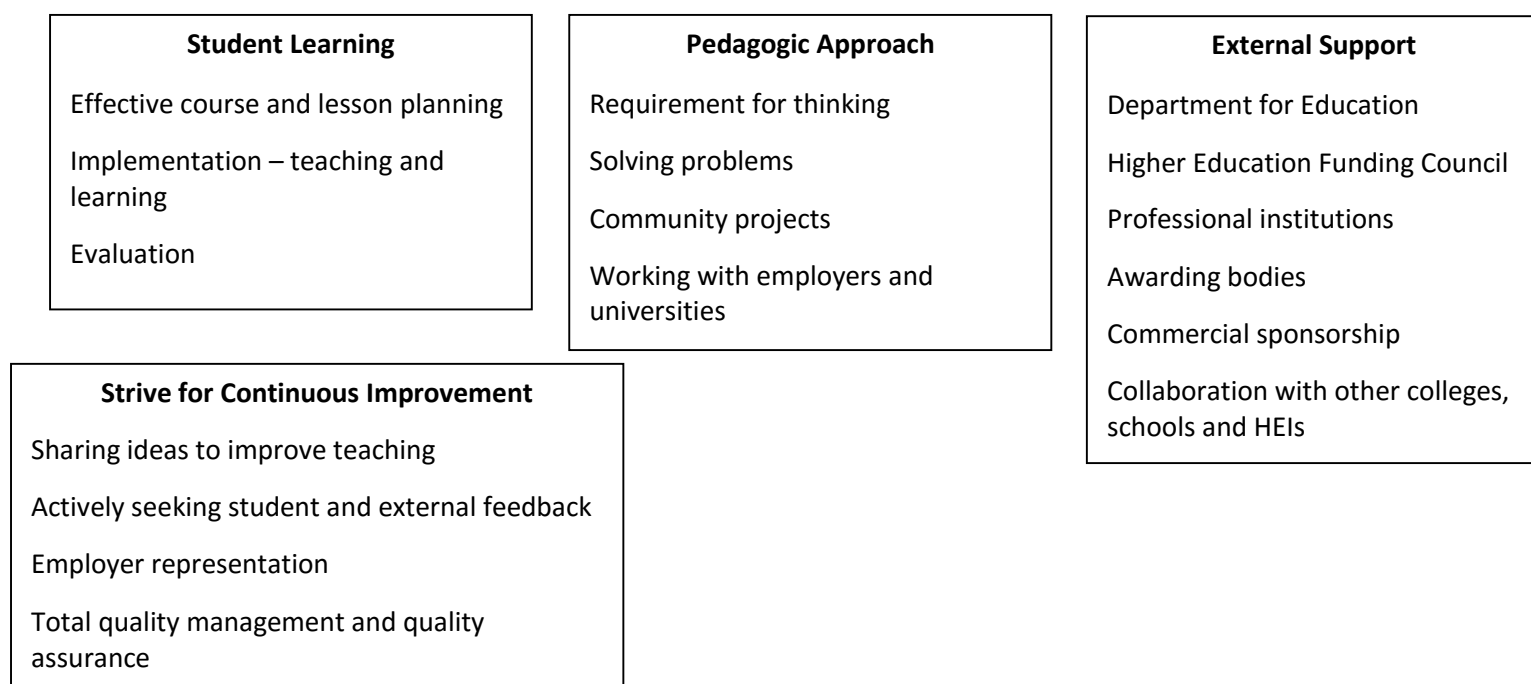 Student Learning
Effective course and lesson planning
Implementation – teaching and
learning
Evaluation
Pedagogic Approach
Requirement for thinking
Solving problems
Community projects
Working with employers and
universities
External Support
Department for Education
Higher Education Funding Council
Professional institutions
Awarding bodies
Commercial sponsorship
Collaboration with other colleges,
schools and HEIs
Strive for Continuous Improvement
Sharing ideas to improve teaching
Actively seeking student and external feedback
Employer representation
Total quality management and quality
assurance